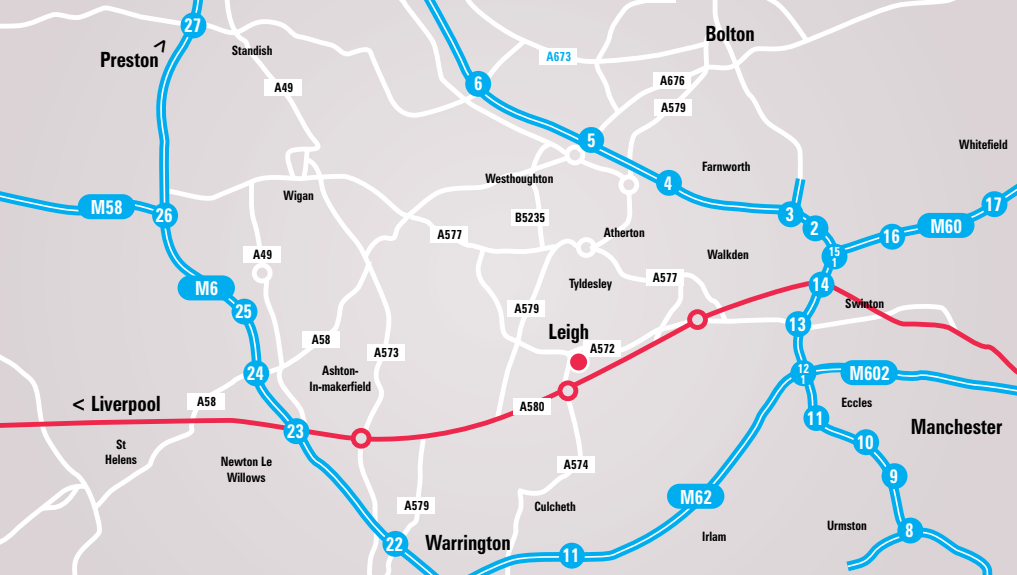 27
Bolton
Preston
Standish
A673
A676
6
A49
A579
5
Whitefield
Farnworth
Westhoughton
4
Wigan
17
M58
26
B5235
3
2
M60
16
A577
Atherton
A49
Walkden
15
1
A577
Tyldesley
14
M6
Swinton
25
A579
13
Leigh
A58
A572
A573
Ashton-
In-makerfield
24
12
1
M602
A58
< Liverpool
A580
Eccles
11
Manchester
23
St
Helens
10
Newton Le
Willows
A574
9
M62
A579
Culcheth
Urmston
8
Irlam
22
Warrington
11